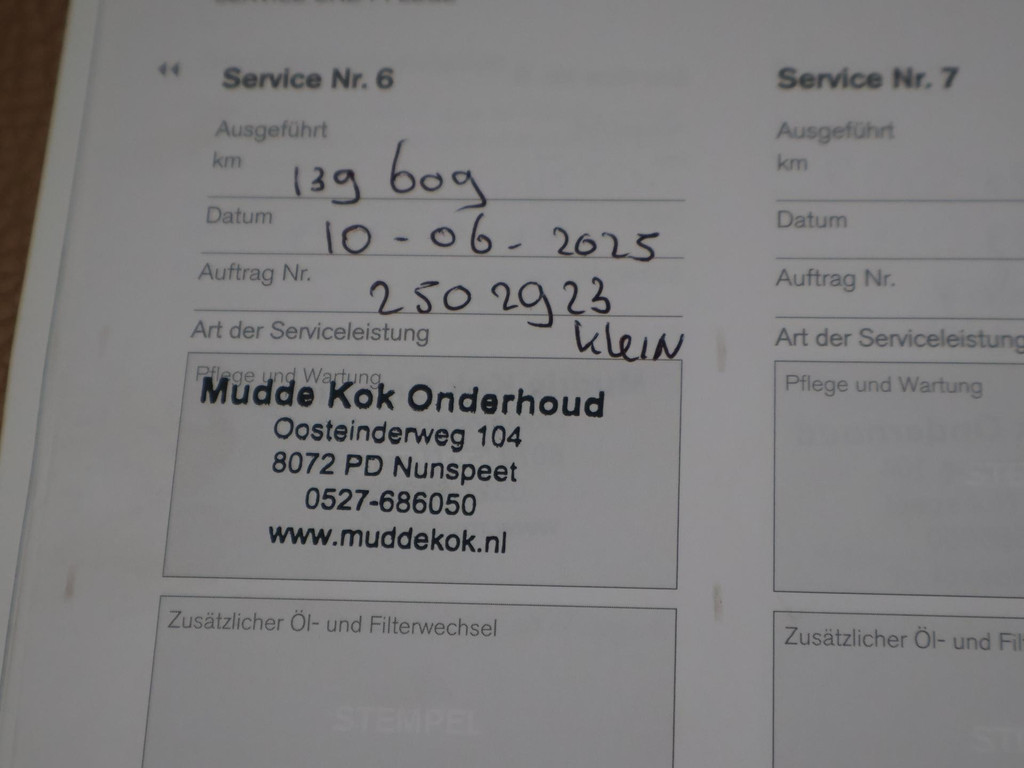 Service Nr. 6
Ausgeführt
km 139 609
Datum 10-06-2025
Auftrag Nr. 2502923
Art der Serviceleistung klein
Pflege und Wartung
Mudde Kok Onderhoud
Oosteinderweg 104
8072 PD Nunspeet
0527-686050
www.muddekok.nl
Zusätzlicher Öl- und Filterwechsel
STEMPEL
Service Nr. 7
Ausgeführt
km
Datum
Auftrag Nr.
Art der Serviceleistung
Pflege und Wartung
Zusätzlicher Öl- und Fil